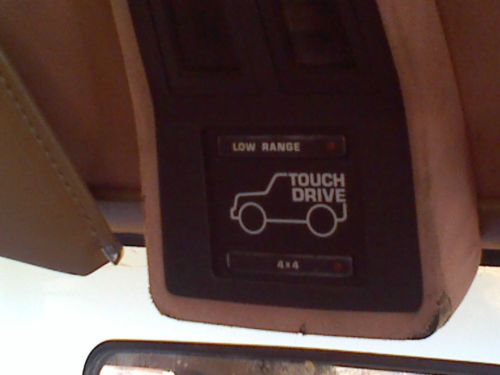 LOW RANGE
TOUCH
DRIVE
4x4